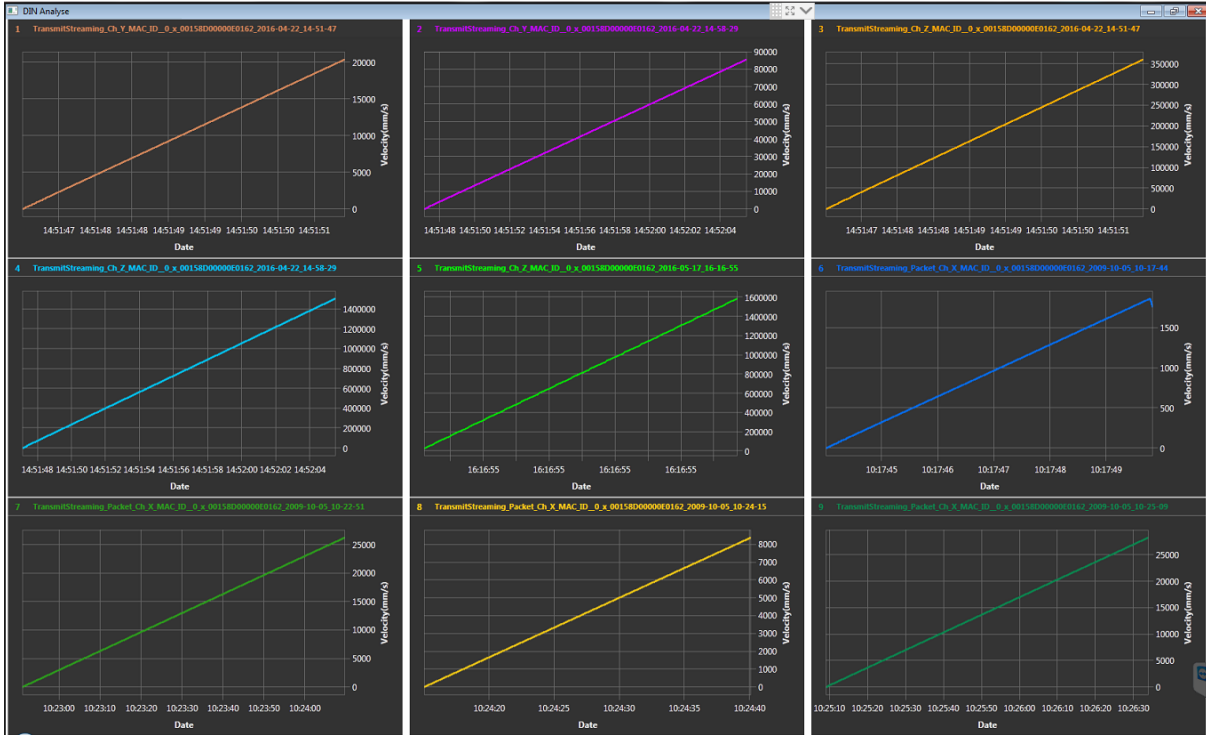 DIN Analyse
1 TransmitStreaming_Ch_Y_MAC_ID__0_x_00158D00000E0162_2016-04-22_14-51-47
20000
15000
10000
5000
0
Velocity(mm/s)
14:51:47 14:51:48 14:51:48 14:51:49 14:51:49 14:51:50 14:51:50 14:51:51
Date
2 TransmitStreaming_Ch_Y_MAC_ID__0_x_00158D00000E0162_2016-04-22_14-58-29
90000
80000
70000
60000
50000
40000
30000
20000
10000
0
Velocity(mm/s)
14:51:48 14:51:50 14:51:52 14:51:54 14:51:56 14:51:58 14:52:00 14:52:02 14:52:04
Date
3 TransmitStreaming_Ch_Z_MAC_ID__0_x_00158D00000E0162_2016-04-22_14-51-47
350000
300000
250000
200000
150000
100000
50000
0
Velocity(mm/s)
14:51:47 14:51:48 14:51:48 14:51:49 14:51:49 14:51:50 14:51:50 14:51:51
Date
4 TransmitStreaming_Ch_Z_MAC_ID__0_x_00158D00000E0162_2016-04-22_14-58-29
1400000
1200000
1000000
800000
600000
400000
200000
0
Velocity(mm/s)
14:51:48 14:51:50 14:51:52 14:51:54 14:51:56 14:51:58 14:52:00 14:52:02 14:52:04
Date
5 TransmitStreaming_Ch_Z_MAC_ID__0_x_00158D00000E0162_2016-05-17_16-16-55
1600000
1400000
1200000
1000000
800000
600000
400000
200000
0
Velocity(mm/s)
16:16:55 16:16:55 16:16:55 16:16:55
Date
6 TransmitStreaming_Packet_Ch_X_MAC_ID__0_x_00158D00000E0162_2009-10-05_10-17-44
1500
1000
500
0
Velocity(mm/s)
10:17:45 10:17:46 10:17:47 10:17:48 10:17:49
Date
7 TransmitStreaming_Packet_Ch_X_MAC_ID__0_x_00158D00000E0162_2009-10-05_10-22-51
25000
20000
15000
10000
5000
0
Velocity(mm/s)
10:23:00 10:23:10 10:23:20 10:23:30 10:23:40 10:23:50 10:24:00
Date
8 TransmitStreaming_Packet_Ch_X_MAC_ID__0_x_00158D00000E0162_2009-10-05_10-24-15
8000
7000
6000
5000
4000
3000
2000
1000
0
Velocity(mm/s)
10:24:20 10:24:25 10:24:30 10:24:35 10:24:40
Date
9 TransmitStreaming_Packet_Ch_X_MAC_ID__0_x_00158D00000E0162_2009-10-05_10-25-09
25000
20000
15000
10000
5000
0
Velocity(mm/s)
10:25:10 10:25:20 10:25:30 10:25:40 10:25:50 10:26:00 10:26:10 10:26:20 10:26:30
Date